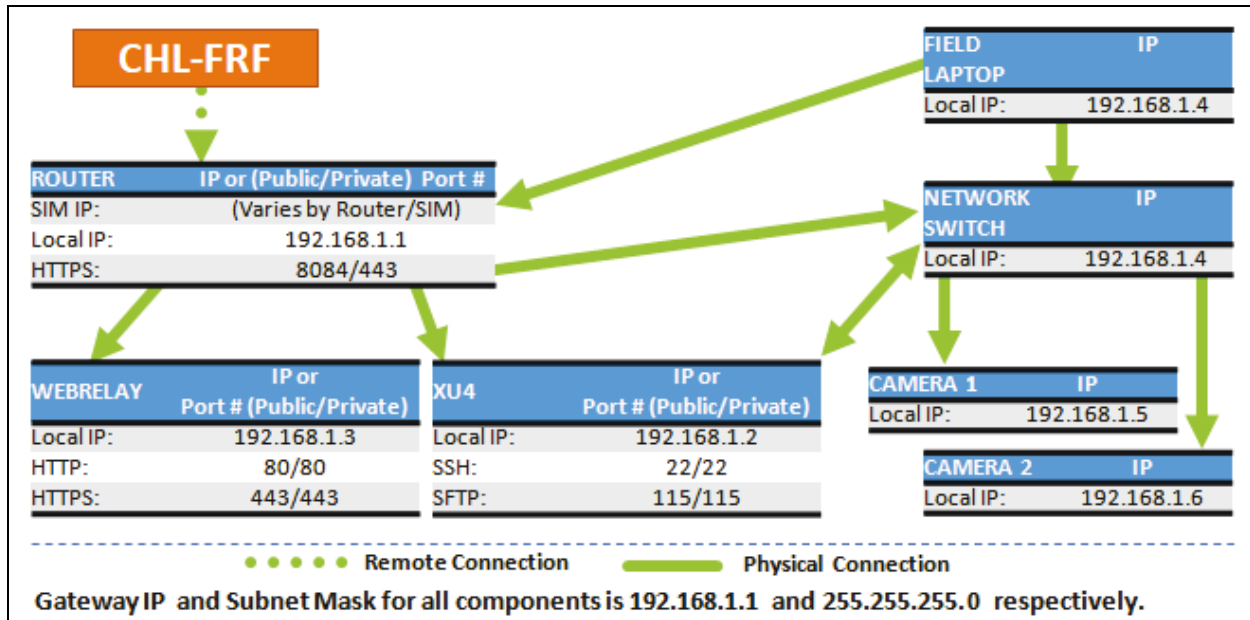 CHL-FRF
FIELD LAPTOP IP
Local IP: 192.168.1.4
ROUTER IP or (Public/Private) Port #
SIM IP: (Varies by Router/SIM)
Local IP: 192.168.1.1
HTTPS: 8084/443
NETWORK SWITCH IP
Local IP: 192.168.1.4
WEBRELAY IP or Port # (Public/Private)
Local IP: 192.168.1.3
HTTP: 80/80
HTTPS: 443/443
XU4 IP or Port # (Public/Private)
Local IP: 192.168.1.2
SSH: 22/22
SFTP: 115/115
CAMERA 1 IP
Local IP: 192.168.1.5
CAMERA 2 IP
Local IP: 192.168.1.6
Remote Connection Physical Connection
Gateway IP and Subnet Mask for all components is 192.168.1.1 and 255.255.255.0 respectively.